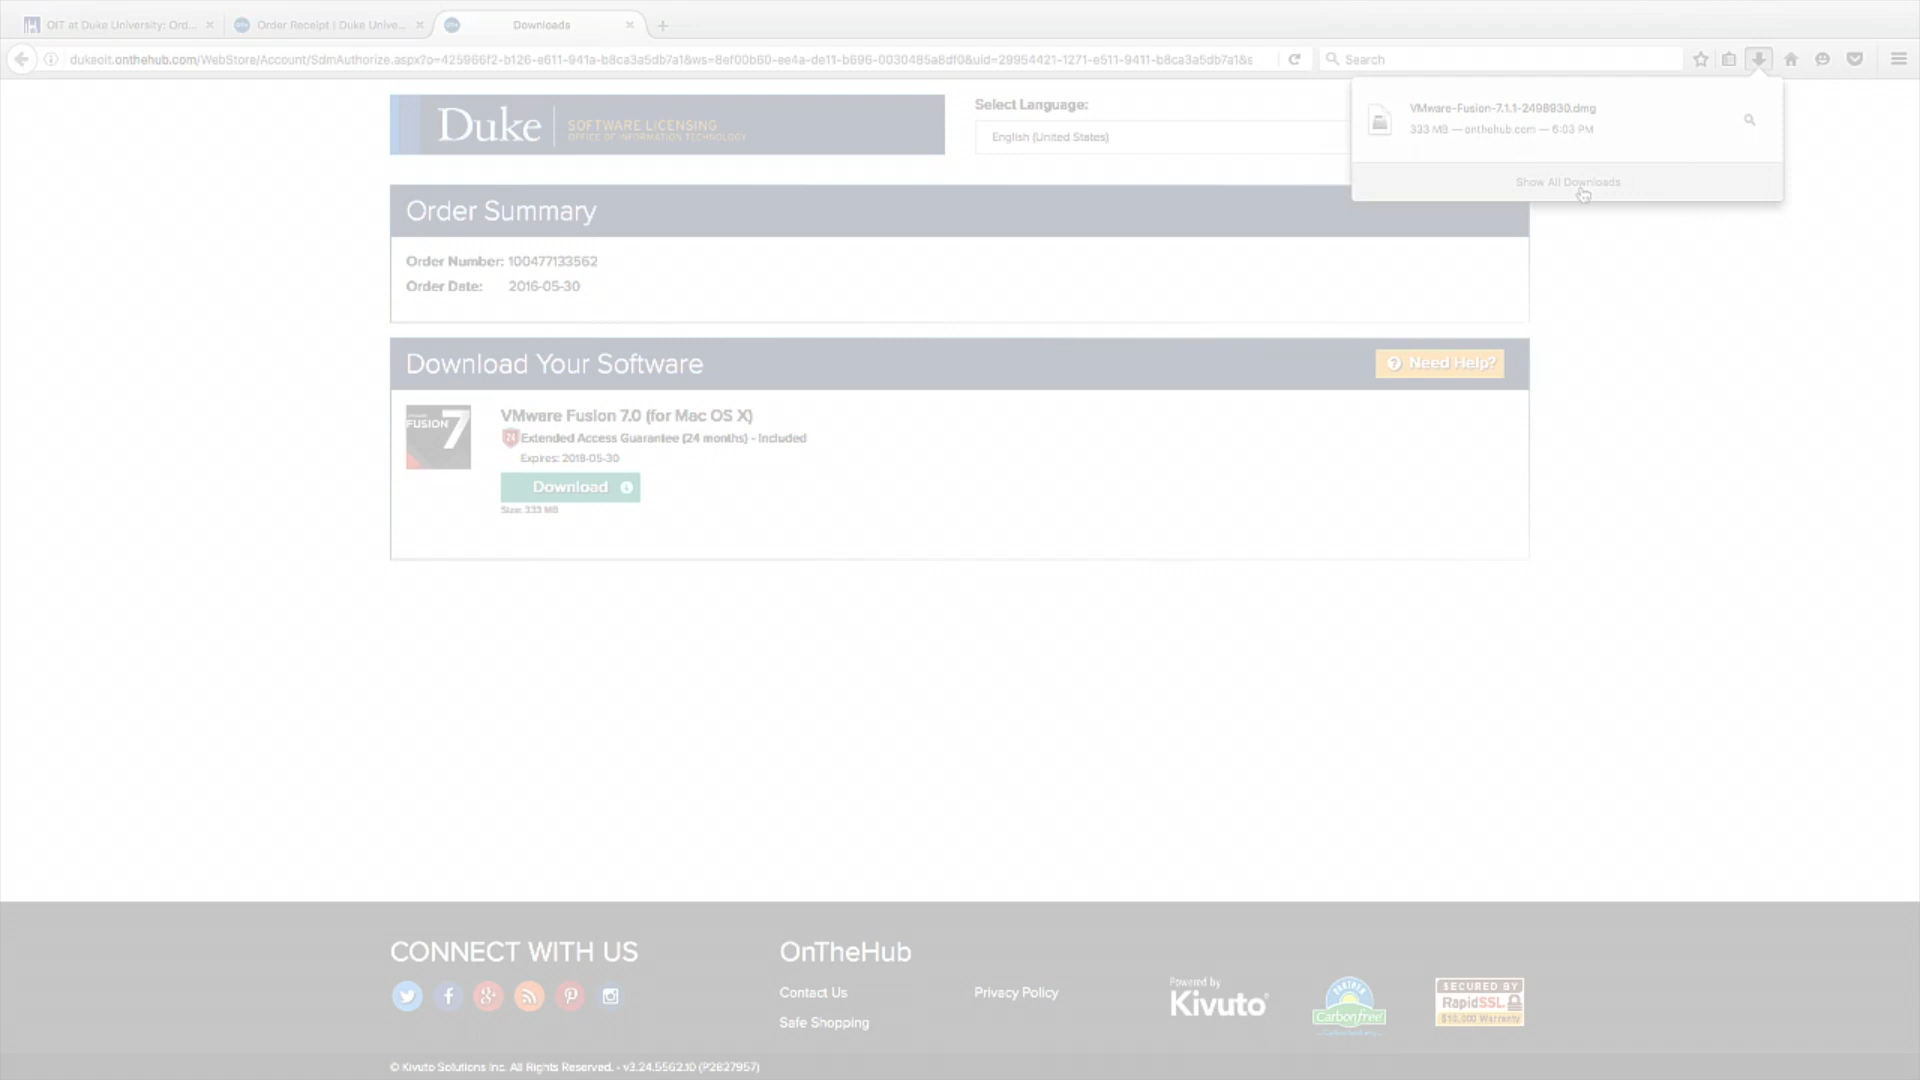 OIT at Duke University: Ord...
Order Receipt | Duke Unive...
Downloads
dukeoit.onthehub.com/WebStore/Account/SdmAuthorize.aspx?o=425966f2-b126-e611-941a-b8ca3a5db7a1&ws=8ef00b60-ee4a-de11-b696-0030485a8df0&uid=29954421-1271-e511-9411-b8ca3a5db7a1&s
Search
VMware-Fusion-7.1.1-2498930.dmg
333 MB — onthehub.com — 6:03 PM
Show All Downloads
Duke
SOFTWARE LICENSING
OFFICE OF INFORMATION TECHNOLOGY
Select Language:
English (United States)
Order Summary
Order Number: 100477133562
Order Date: 2016-05-30
Download Your Software
Need Help?
FUSION 7
VMware Fusion 7.0 (for Mac OS X)
24 Extended Access Guarantee (24 months) - Included
Expires: 2018-05-30
Download
Size: 333 MB
CONNECT WITH US
OnTheHub
Contact Us
Privacy Policy
Safe Shopping
Powered by
Kivuto
Carbonfree
SECURED BY
RapidSSL
$10,000 Warranty
© Kivuto Solutions Inc. All Rights Reserved. - v3.24.5562.10 (P2827957)